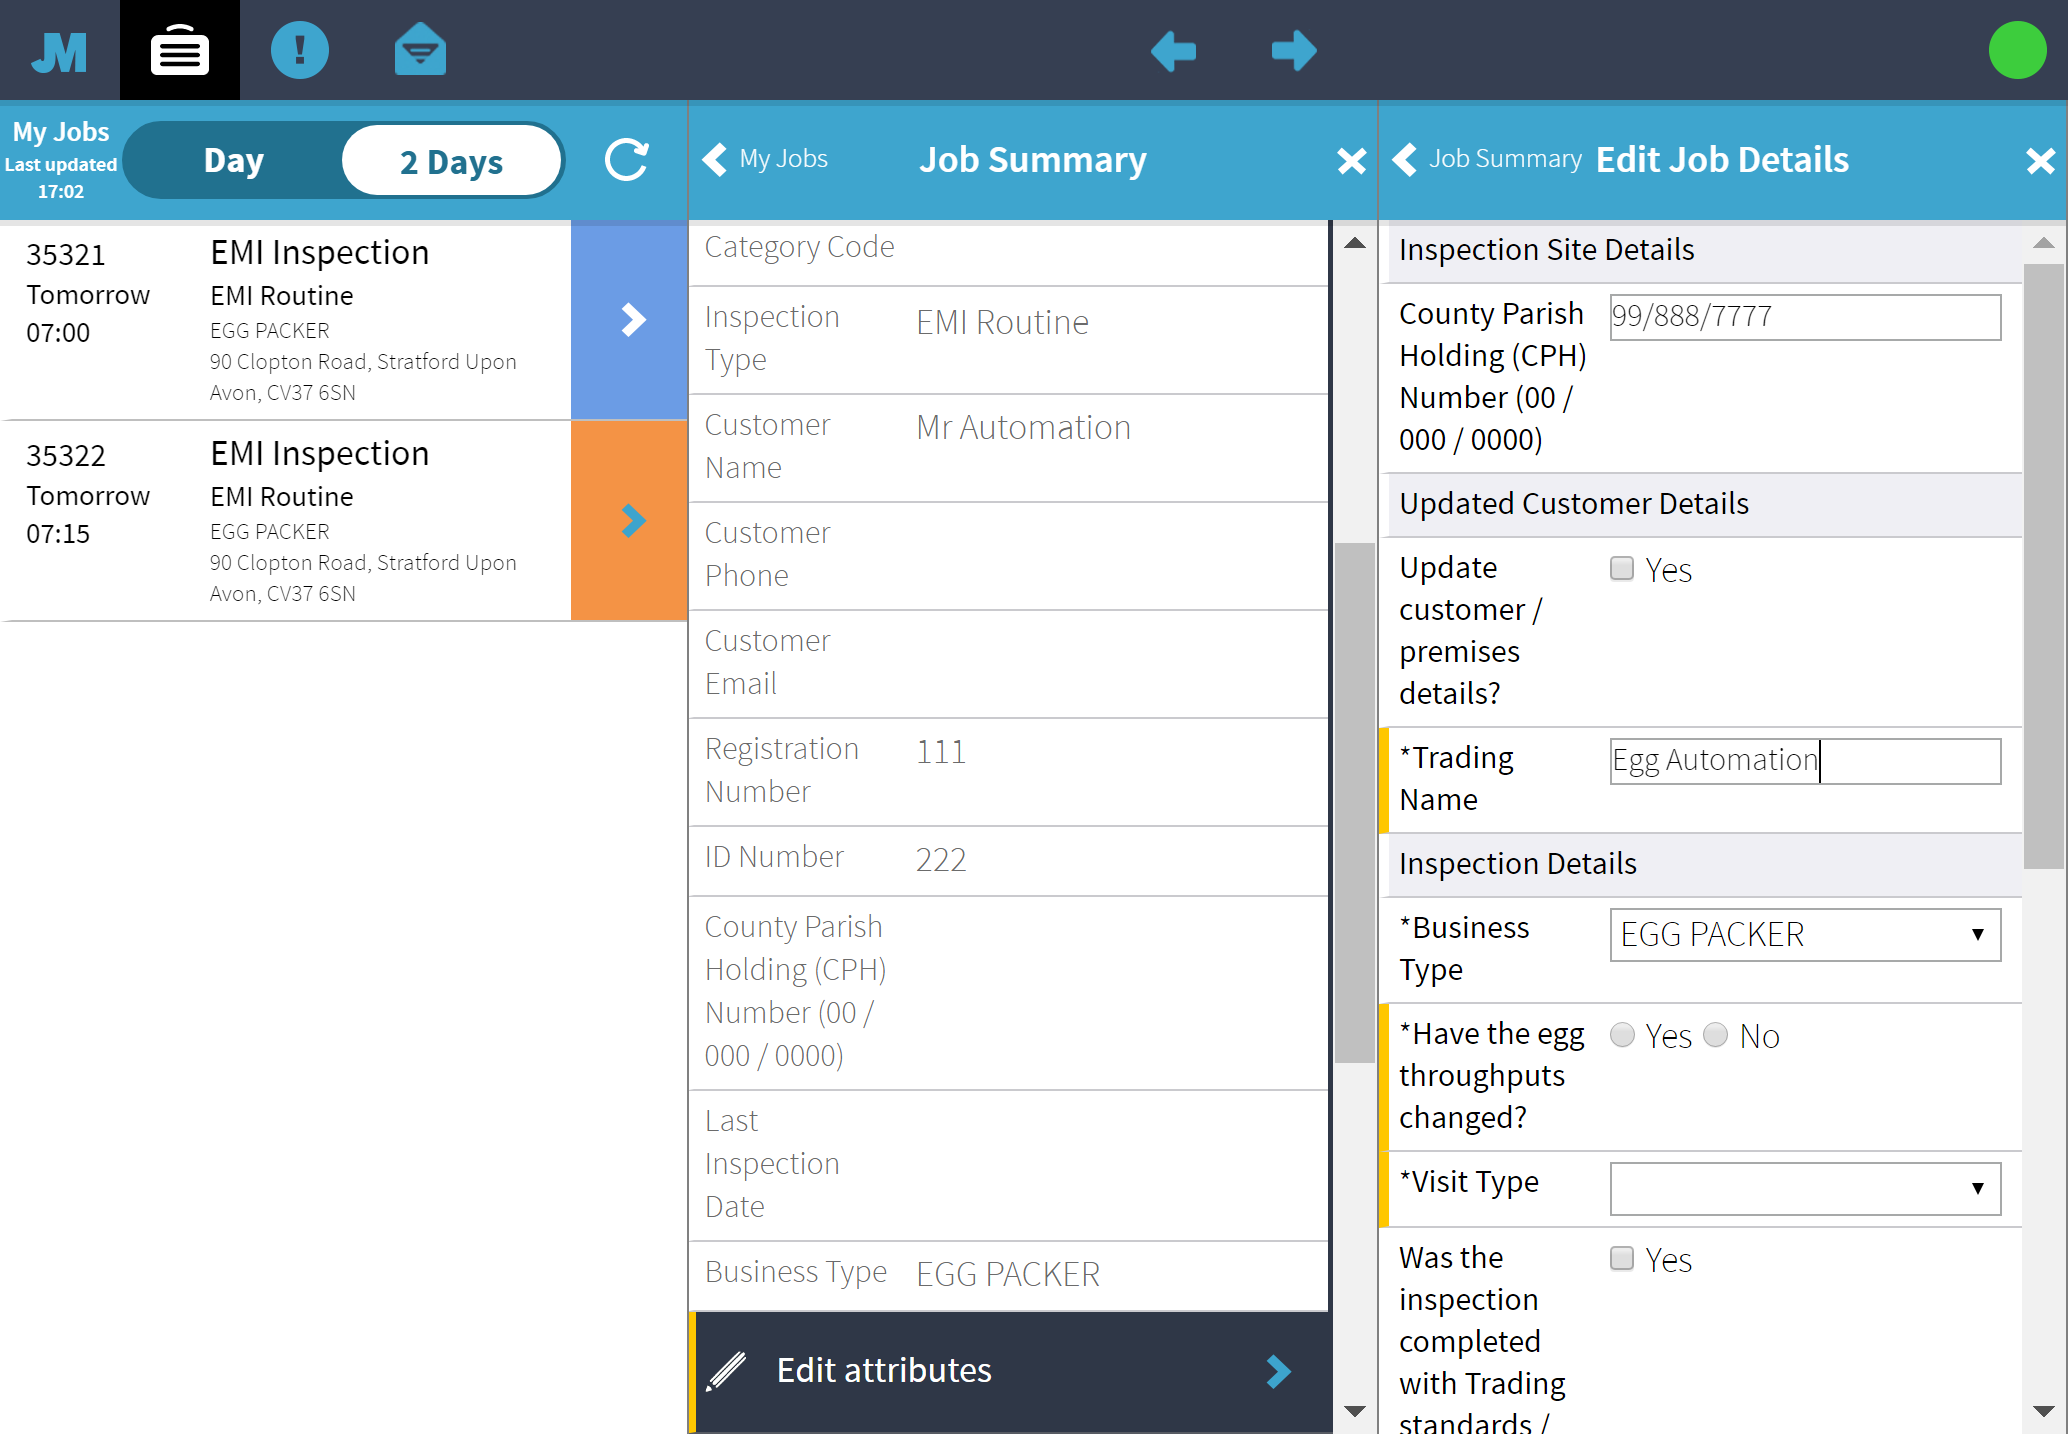 JM
!
My Jobs
Last updated
17:02
Day
2 Days
My Jobs
Job Summary
Job Summary
Edit Job Details
35321
Tomorrow
07:00
EMI Inspection
EMI Routine
EGG PACKER
90 Clopton Road, Stratford Upon
Avon, CV37 6SN
35322
Tomorrow
07:15
EMI Inspection
EMI Routine
EGG PACKER
90 Clopton Road, Stratford Upon
Avon, CV37 6SN
Category Code
Inspection
Type
EMI Routine
Customer
Name
Mr Automation
Customer
Phone
Customer
Email
Registration
Number
111
ID Number
222
County Parish
Holding (CPH)
Number (00 /
000 / 0000)
Last
Inspection
Date
Business Type
EGG PACKER
Edit attributes
Inspection Site Details
County Parish
Holding (CPH)
Number (00 /
000 / 0000)
99/888/7777
Updated Customer Details
Update
customer /
premises
details?
Yes
*Trading
Name
Egg Automation
Inspection Details
*Business
Type
EGG PACKER
*Have the egg
throughputs
changed?
Yes No
*Visit Type
Was the
inspection
completed
with Trading
standards /
Yes